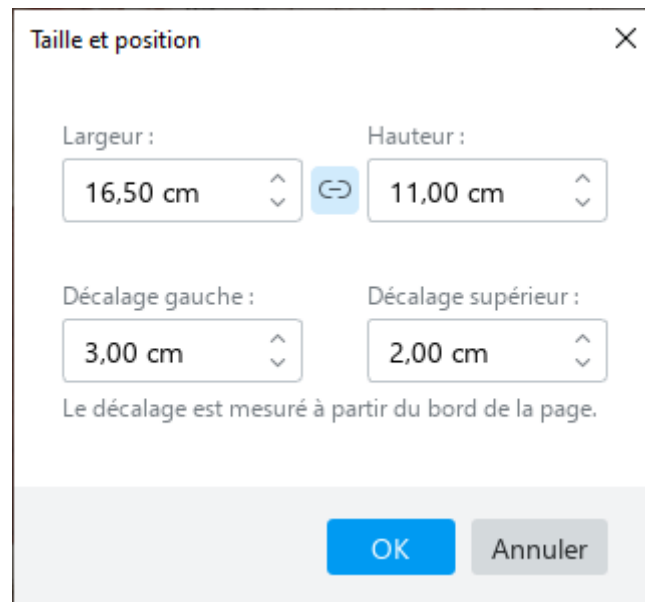 Taille et position
Largeur :
Hauteur :
16,50 cm
11,00 cm
Décalage gauche :
Décalage supérieur :
3,00 cm
2,00 cm
Le décalage est mesuré à partir du bord de la page.
OK
Annuler